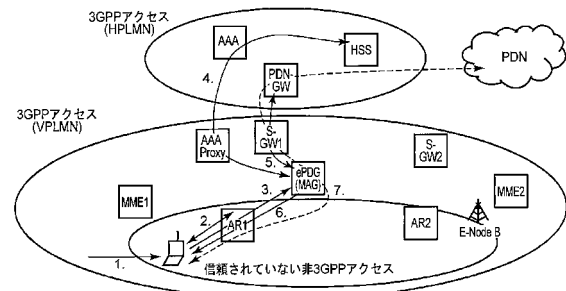 3GPPアクセス
(HPLMN)
AAA
HSS
PDN
4.
PDN
GW
3GPPアクセス
(VPLMN)
AAA
Proxy
S-
GW1
S-
GW2
5.
ePDG
(MAG)
MME1
MME2
3.
7.
2.
6.
AR1
AR2
E-Node B
1.
信頼されていない非3GPPアクセス